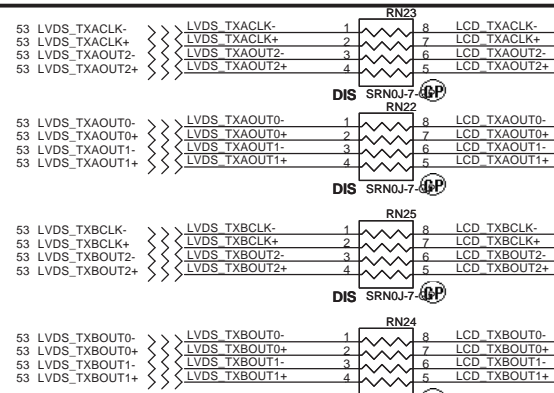 RN23
53 LVDS_TXACLK- LVDS_TXACLK- 1 8 LCD_TXACLK-
53 LVDS_TXACLK+ LVDS_TXACLK+ 2 7 LCD_TXACLK+
53 LVDS_TXAOUT2- LVDS_TXAOUT2- 3 6 LCD_TXAOUT2-
53 LVDS_TXAOUT2+ LVDS_TXAOUT2+ 4 5 LCD_TXAOUT2+
DIS SRN0J-7- GP
RN22
53 LVDS_TXAOUT0- LVDS_TXAOUT0- 1 8 LCD_TXAOUT0-
53 LVDS_TXAOUT0+ LVDS_TXAOUT0+ 2 7 LCD_TXAOUT0+
53 LVDS_TXAOUT1- LVDS_TXAOUT1- 3 6 LCD_TXAOUT1-
53 LVDS_TXAOUT1+ LVDS_TXAOUT1+ 4 5 LCD_TXAOUT1+
DIS SRN0J-7- GP
RN25
53 LVDS_TXBCLK- LVDS_TXBCLK- 1 8 LCD_TXBCLK-
53 LVDS_TXBCLK+ LVDS_TXBCLK+ 2 7 LCD_TXBCLK+
53 LVDS_TXBOUT2- LVDS_TXBOUT2- 3 6 LCD_TXBOUT2-
53 LVDS_TXBOUT2+ LVDS_TXBOUT2+ 4 5 LCD_TXBOUT2+
DIS SRN0J-7- GP
RN24
53 LVDS_TXBOUT0- LVDS_TXBOUT0- 1 8 LCD_TXBOUT0-
53 LVDS_TXBOUT0+ LVDS_TXBOUT0+ 2 7 LCD_TXBOUT0+
53 LVDS_TXBOUT1- LVDS_TXBOUT1- 3 6 LCD_TXBOUT1-
53 LVDS_TXBOUT1+ LVDS_TXBOUT1+ 4 5 LCD_TXBOUT1+